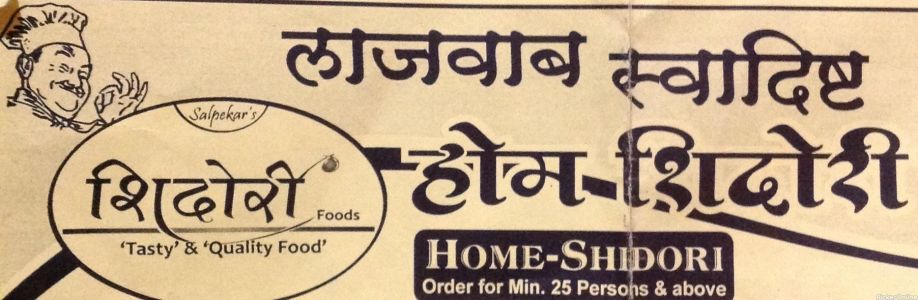 लाजवाब स्वादिष्ट
Salpekar's
शिदोरी
Foods
'Tasty' & 'Quality Food'
होम-शिदोरी
HOME-SHIDORI
Order for Min. 25 Persons & above